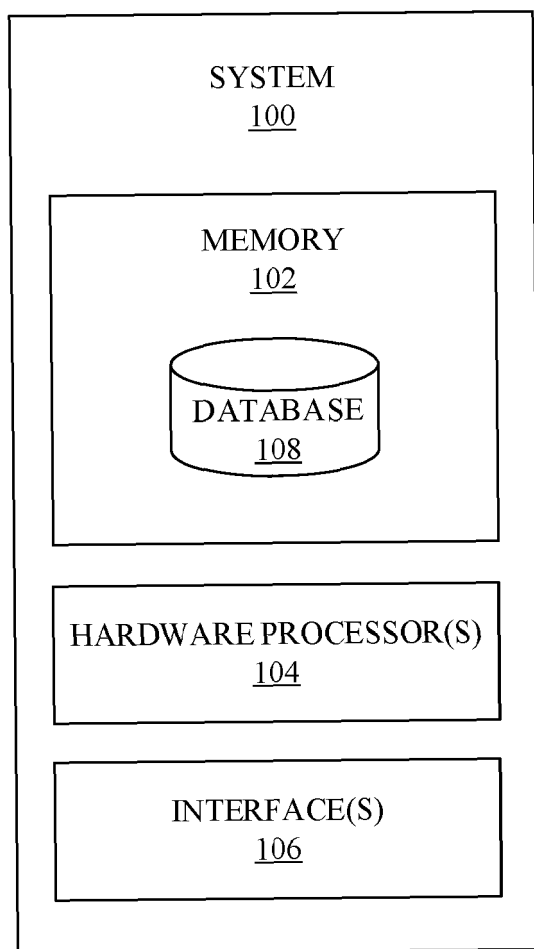 SYSTEM
100
MEMORY
102
DATABASE
108
HARDWARE PROCESSOR(S)
104
INTERFACE(S)
106